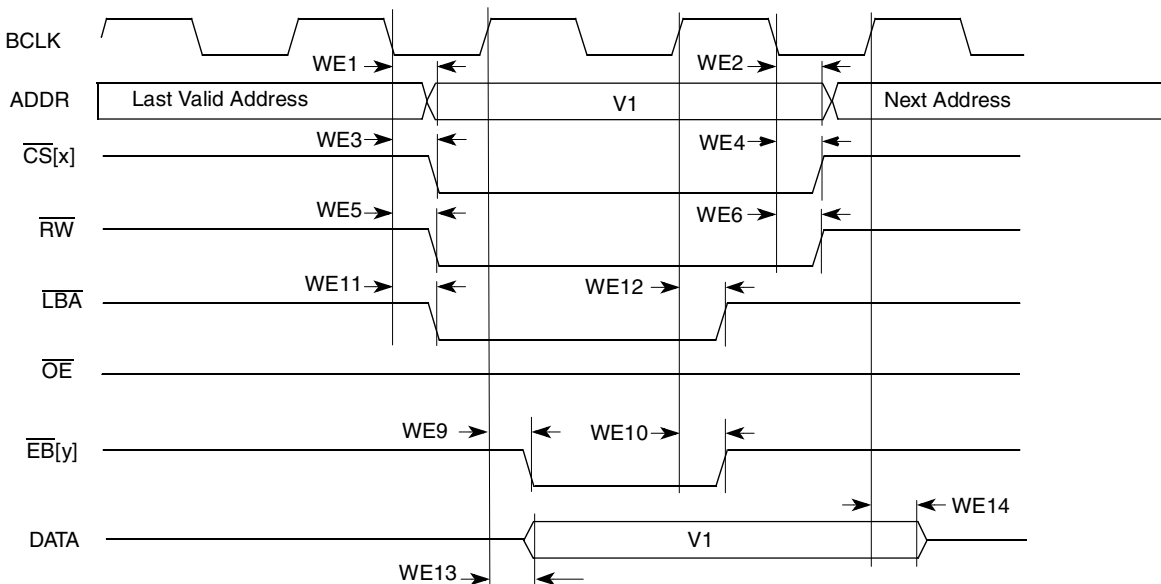 BCLK
WE1
WE2
ADDR
Last Valid Address
V1
Next Address
WE3
WE4
CS[x]
WE5
WE6
RW
WE11
WE12
LBA
OE
WE9
WE10
EB[y]
WE14
DATA
V1
WE13